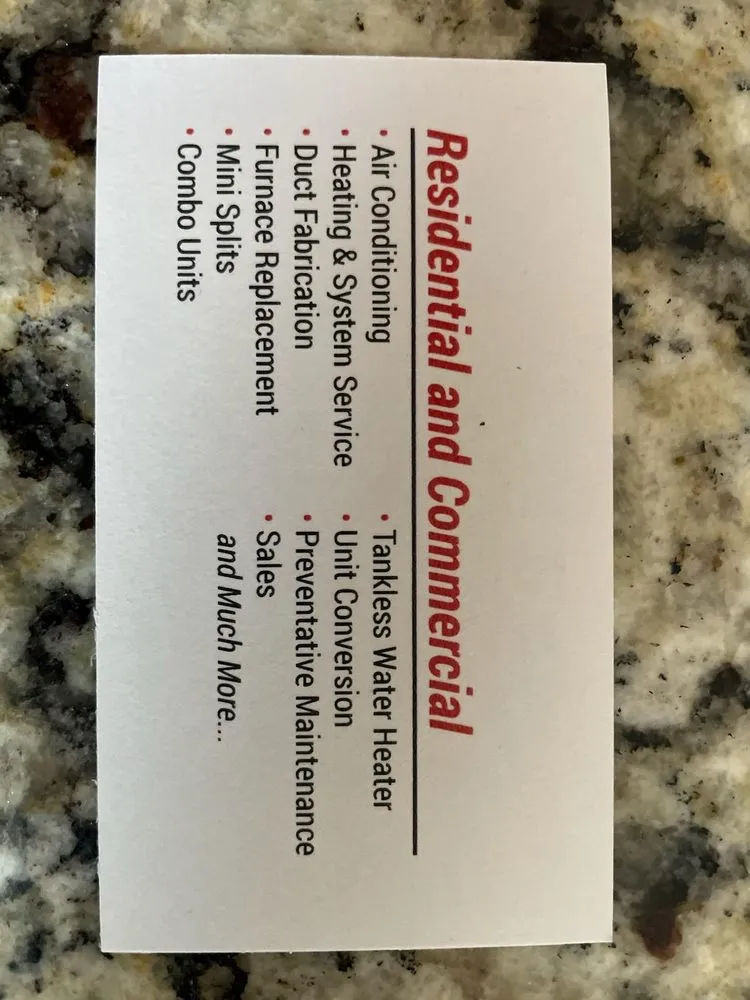 Residential and Commercial
• Air Conditioning
• Heating & System Service
• Duct Fabrication
• Furnace Replacement
• Mini Splits
• Combo Units
• Tankless Water Heater
• Unit Conversion
• Preventative Maintenance
• Sales
and Much More...